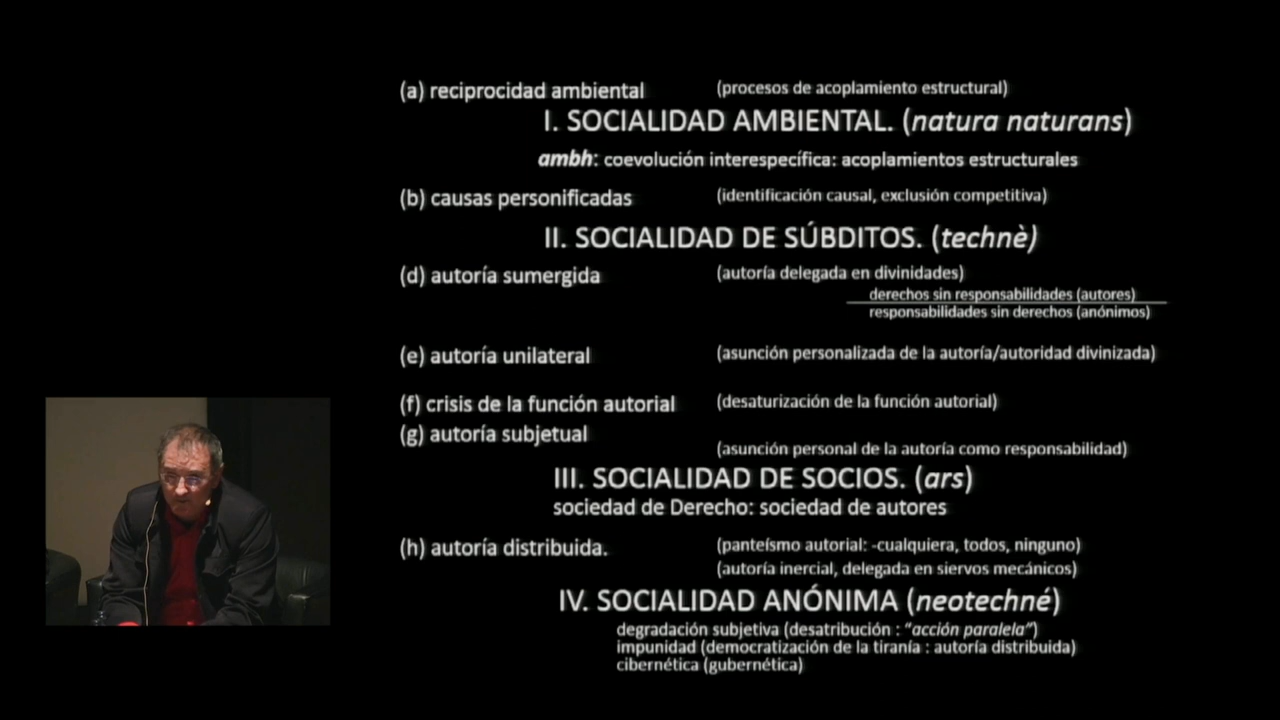 (a) reciprocidad ambiental (procesos de acoplamiento estructural)
I. SOCIALIDAD AMBIENTAL. (natura naturans)
ambh: coevolución interespecífica: acoplamientos estructurales
(b) causas personificadas (identificación causal, exclusión competitiva)
II. SOCIALIDAD DE SÚBDITOS. (technè)
(d) autoría sumergida (autoría delegada en divinidades)
derechos sin responsabilidades (autores)
responsabilidades sin derechos (anónimos)
(e) autoría unilateral (asunción personalizada de la autoría/autoridad divinizada)
(f) crisis de la función autorial (desaturización de la función autorial)
(g) autoría subjetual
(asunción personal de la autoría como responsabilidad)
III. SOCIALIDAD DE SOCIOS. (ars)
sociedad de Derecho: sociedad de autores
(h) autoría distribuida. (panteísmo autorial: -cualquiera, todos, ninguno)
(autoría inercial, delegada en siervos mecánicos)
IV. SOCIALIDAD ANÓNIMA (neotechné)
degradación subjetiva (desatribución : "acción paralela")
impunidad (democratización de la tiranía : autoría distribuida)
cibernética (gubernética)